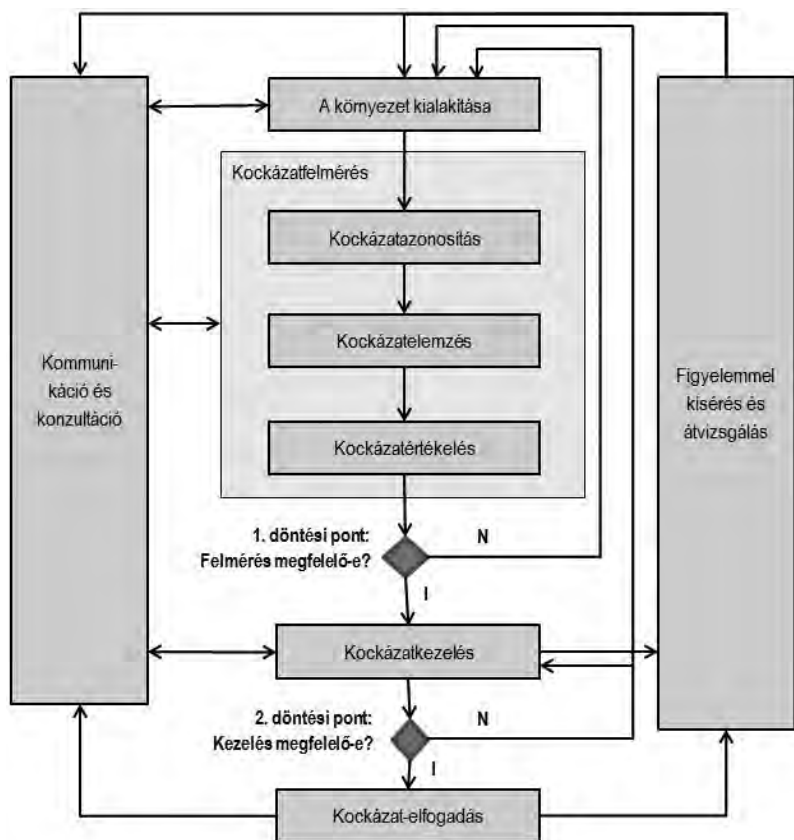 A környezet kialakítása
Kockázatfelmérés
Kockázatazonosítás
Kockázatelemzés
Kockázatértékelés
Kommuni-
káció és
konzultáció
Figyelemmel
kísérés és
átvizsgálás
1. döntési pont:
Felmérés megfelelő-e?
N
I
Kockázatkezelés
2. döntési pont:
Kezelés megfelelő-e?
N
I
Kockázat-elfogadás